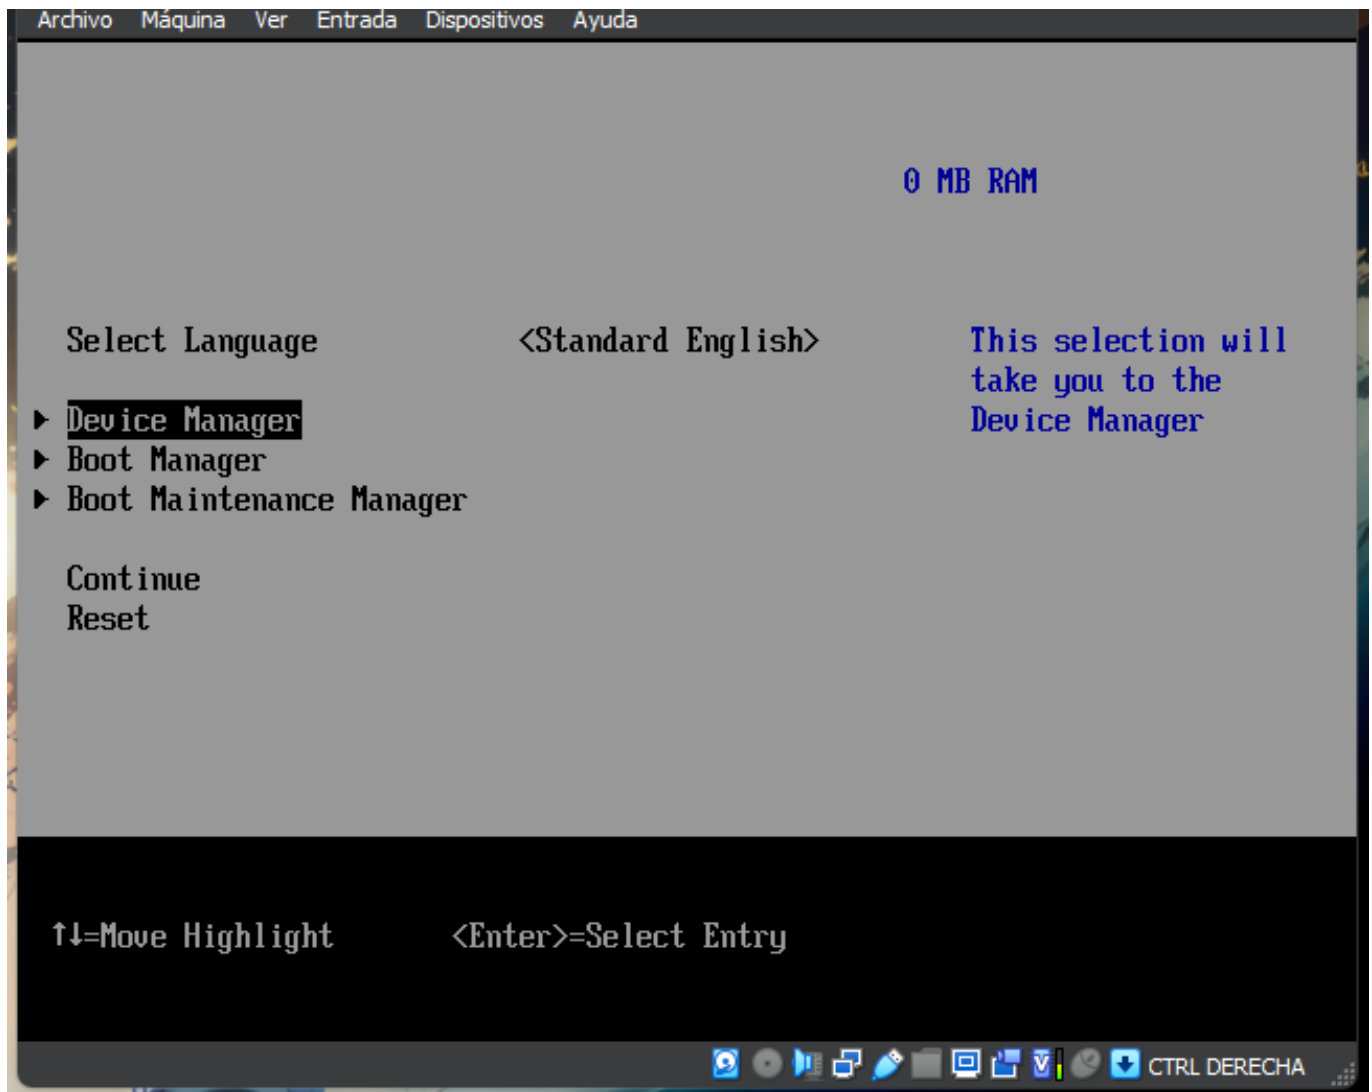 Archivo Máquina Ver Entrada Dispositivos Ayuda
0 MB RAM
Select Language <Standard English>
This selection will
take you to the
Device Manager
Device Manager
Boot Manager
Boot Maintenance Manager
Continue
Reset
↑↓=Move Highlight <Enter>=Select Entry
CTRL DERECHA